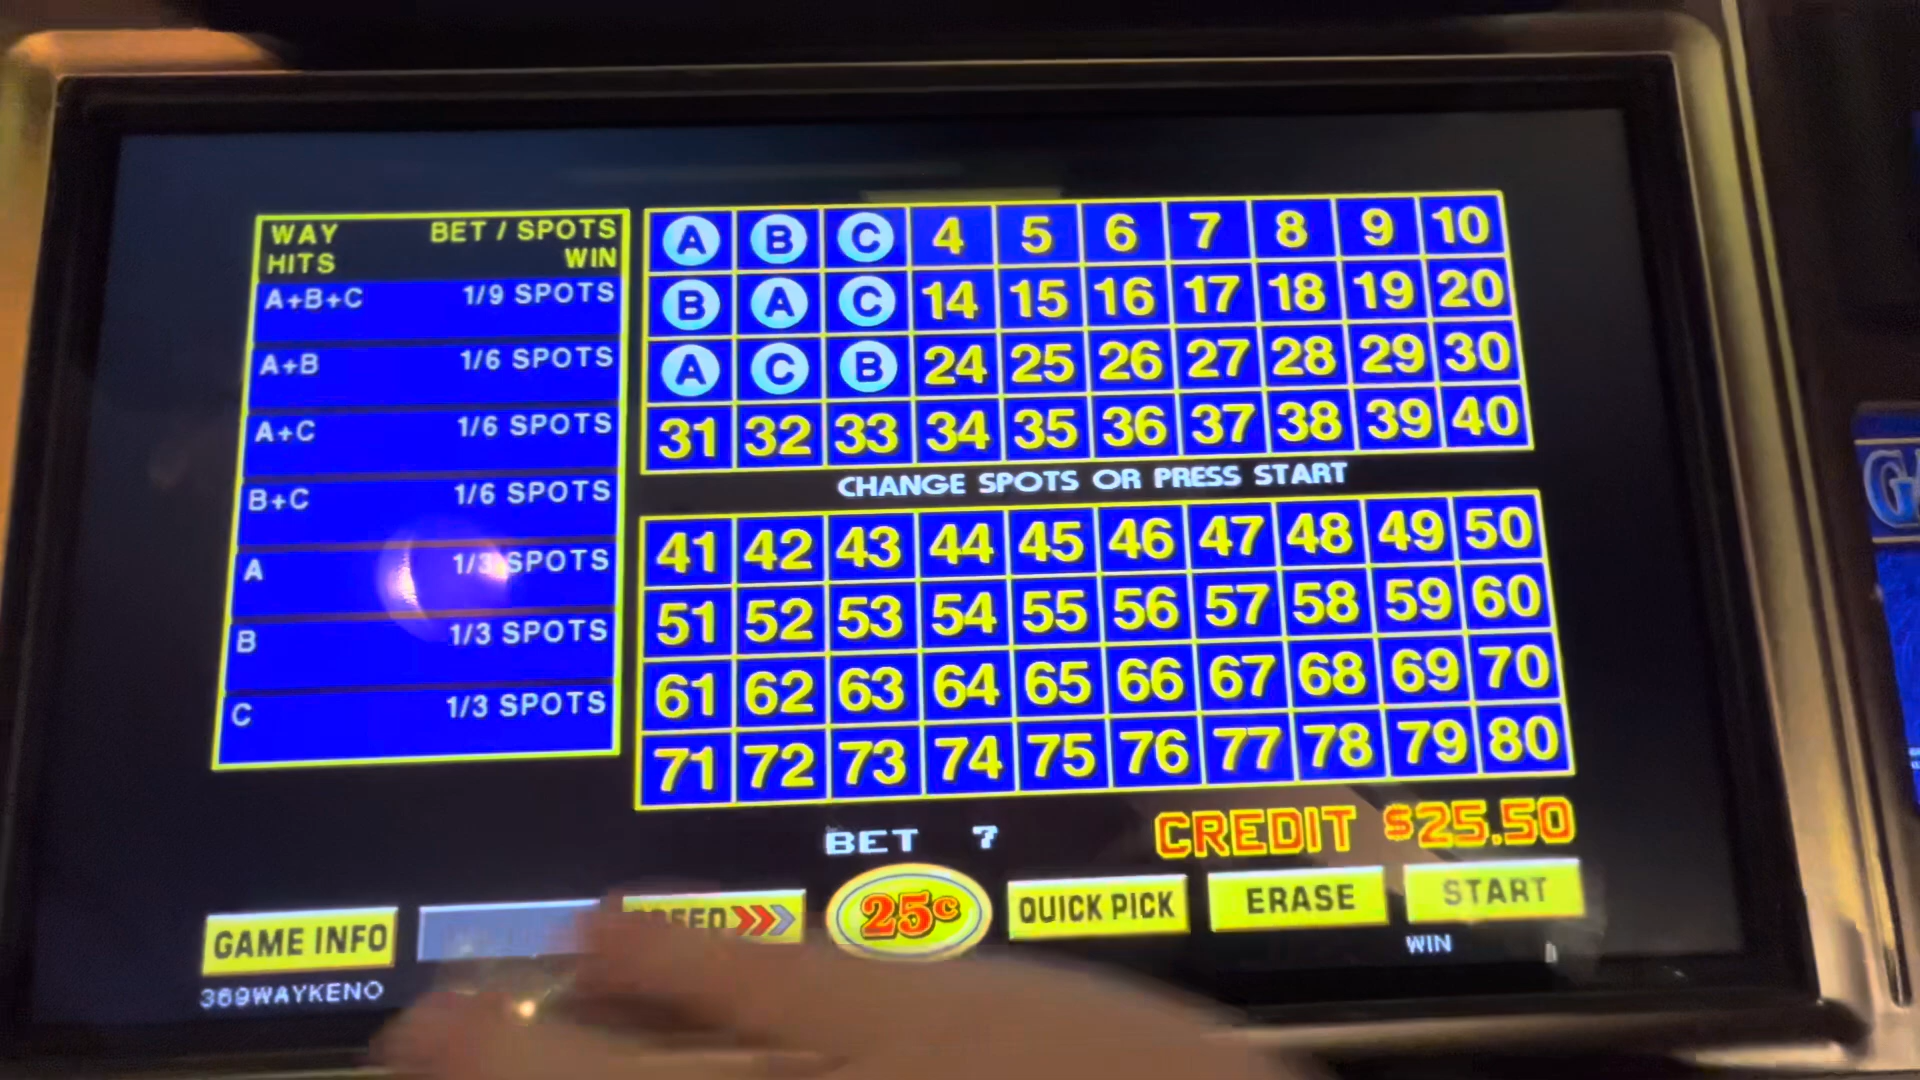 WAY BET / SPOTS
HITS WIN
A+B+C 1/9 SPOTS
A+B 1/6 SPOTS
A+C 1/6 SPOTS
B+C 1/6 SPOTS
A 1/3 SPOTS
B 1/3 SPOTS
C 1/3 SPOTS
A B C 4 5 6 7 8 9 10
B A C 14 15 16 17 18 19 20
A C B 24 25 26 27 28 29 30
31 32 33 34 35 36 37 38 39 40
CHANGE SPOTS OR PRESS START
41 42 43 44 45 46 47 48 49 50
51 52 53 54 55 56 57 58 59 60
61 62 63 64 65 66 67 68 69 70
71 72 73 74 75 76 77 78 79 80
BET 7 CREDIT $25.50
GAME INFO 25¢ QUICK PICK ERASE START
WIN
369WAYKENO